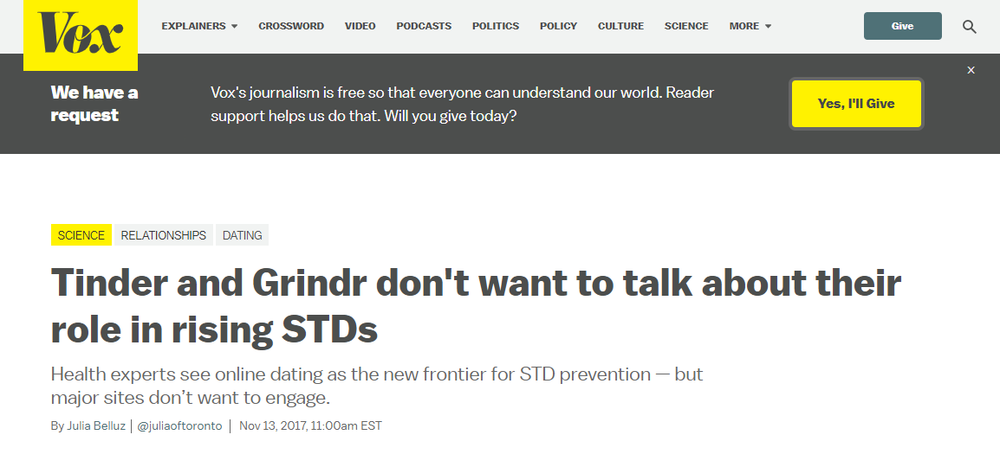 Vox
EXPLAINERS CROSSWORD VIDEO PODCASTS POLITICS POLICY CULTURE SCIENCE MORE Give
X
We have a
request
Vox's journalism is free so that everyone can understand our world. Reader
support helps us do that. Will you give today?
Yes, I'll Give
SCIENCE RELATIONSHIPS DATING
Tinder and Grindr don't want to talk about their
role in rising STDs
Health experts see online dating as the new frontier for STD prevention — but
major sites don’t want to engage.
By Julia Belluz | @juliaoftoronto | Nov 13, 2017, 11:00am EST